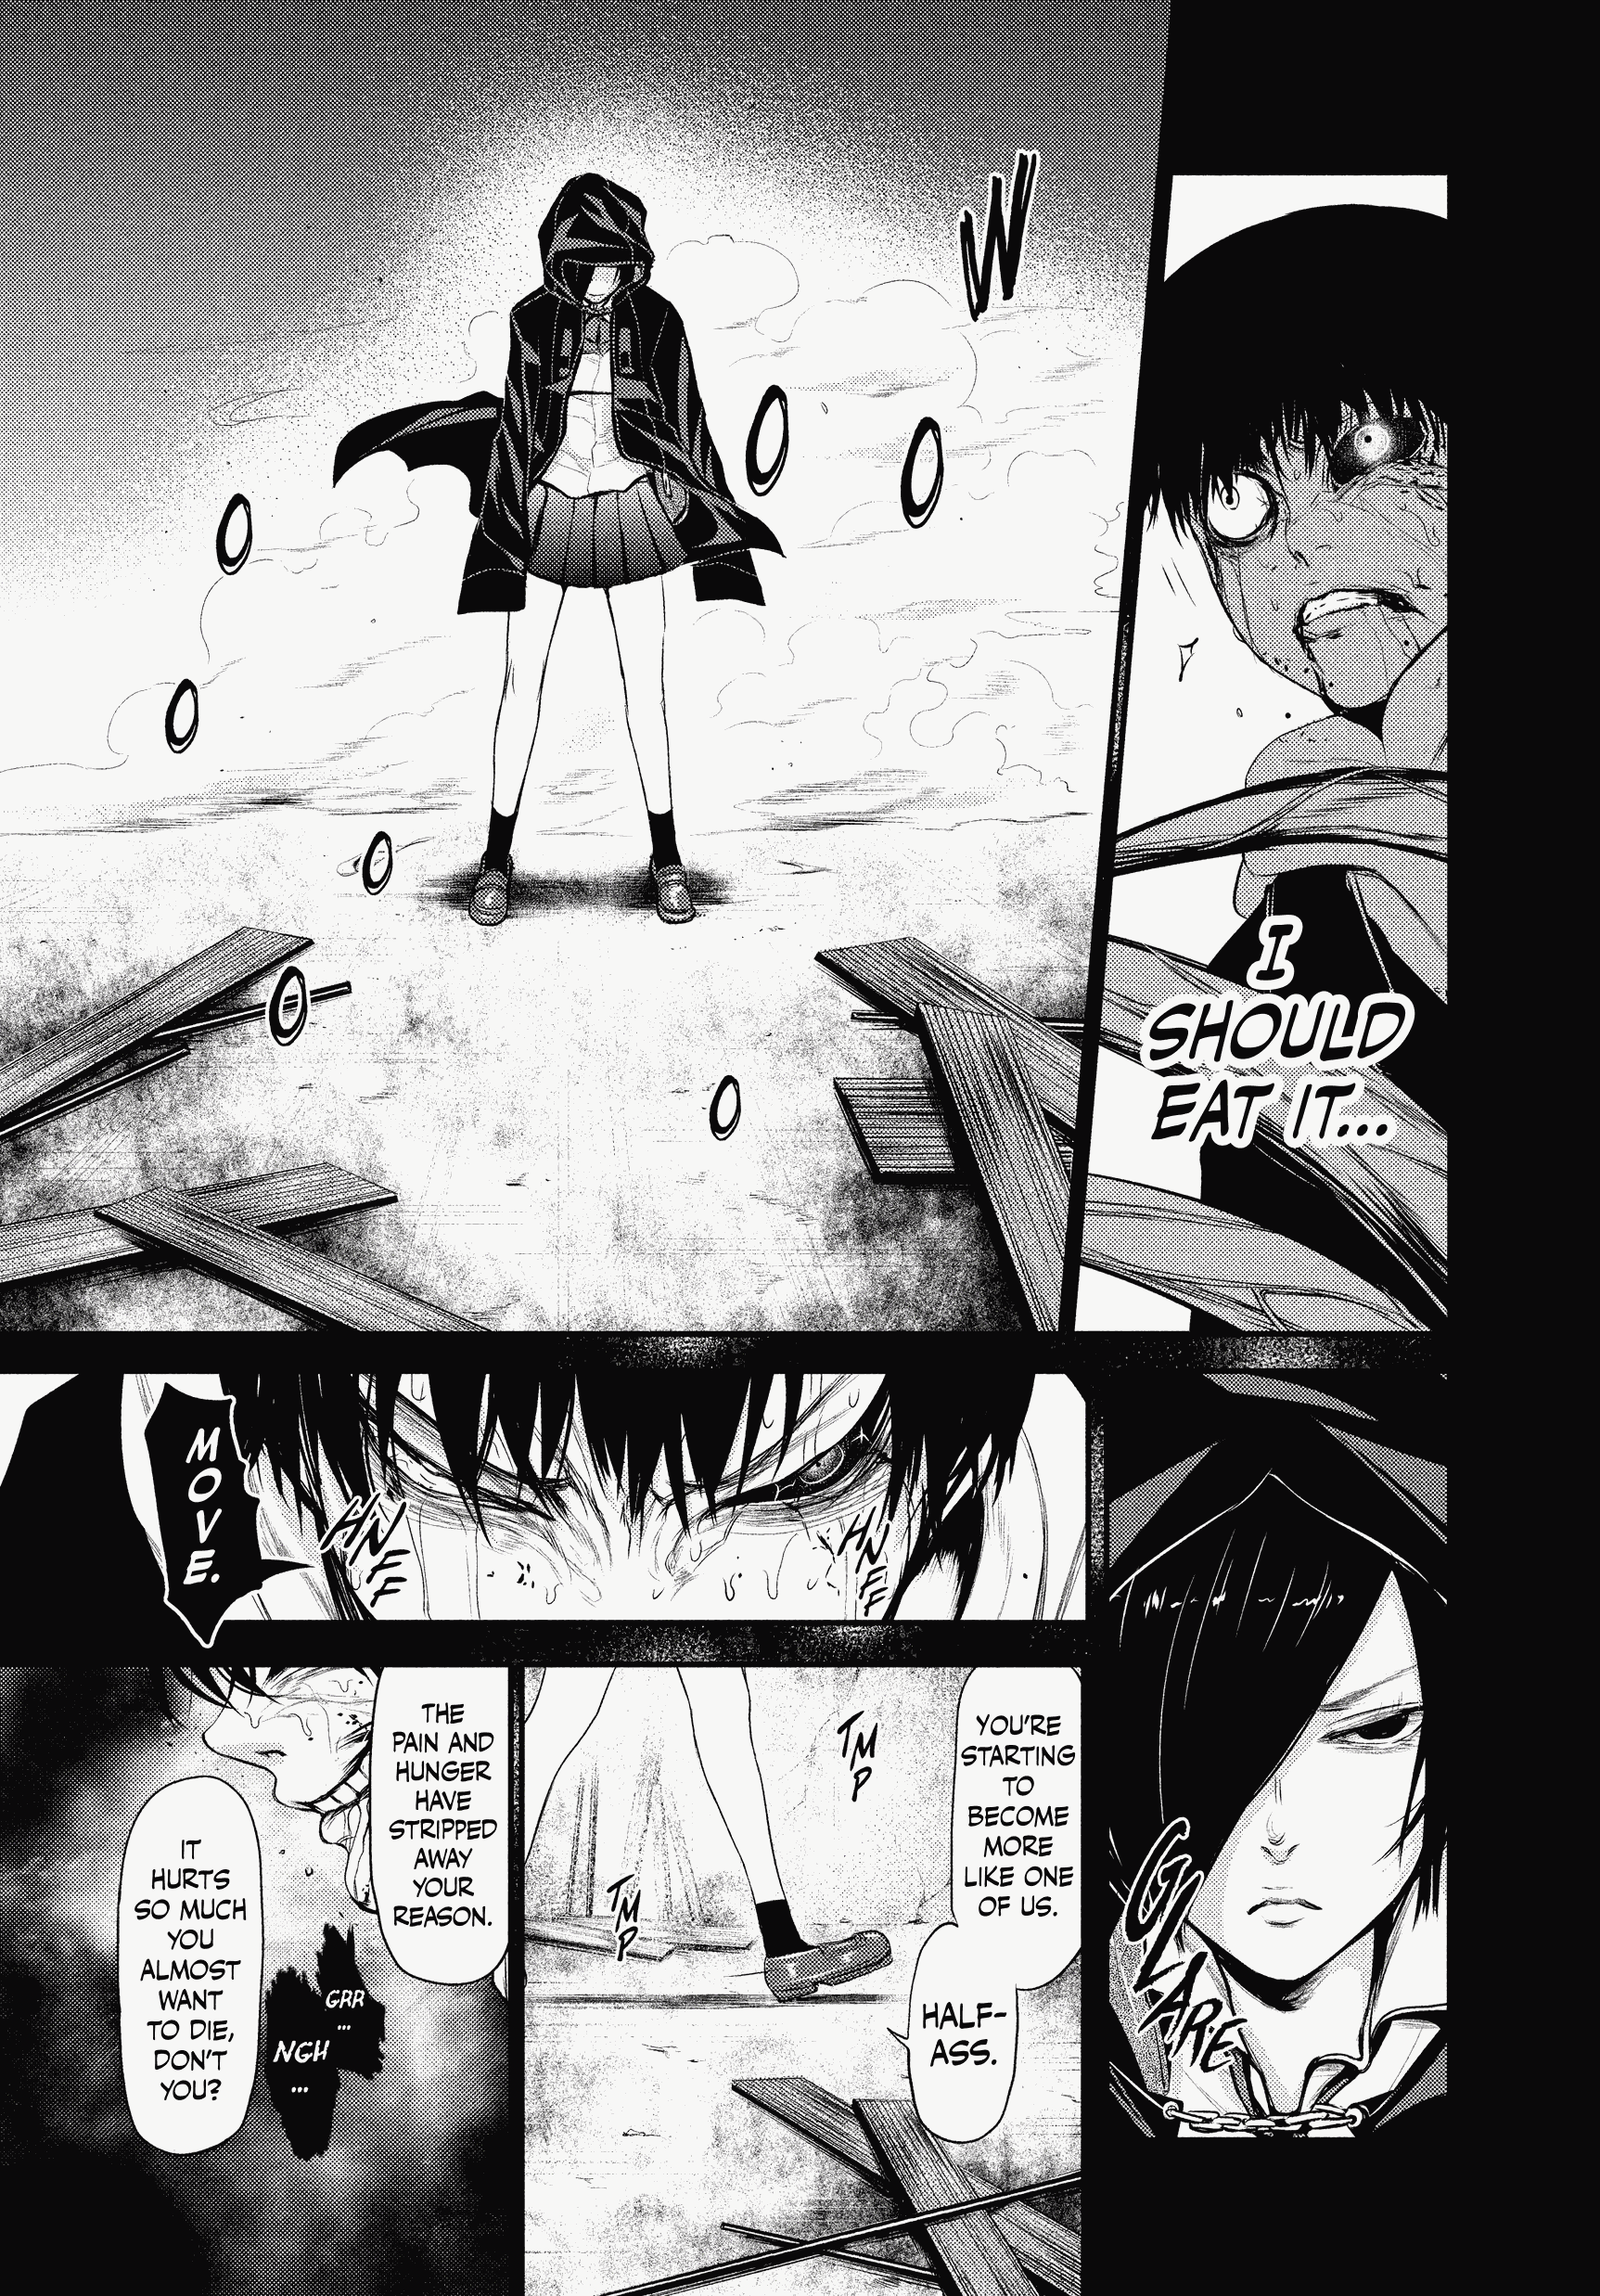 I
SHOULD
EAT IT...
WOOOOOOOO
GLARE
HNFF
HNFF
MOVE.
YOU'RE
STARTING
TO
BECOME
MORE
LIKE ONE
OF US.
HALF-
ASS.
TMP
TMP
THE
PAIN AND
HUNGER
HAVE
STRIPPED
AWAY
YOUR
REASON.
GRR
...
NGH
...
IT
HURTS
SO MUCH
YOU
ALMOST
WANT
TO DIE,
DON'T
YOU?